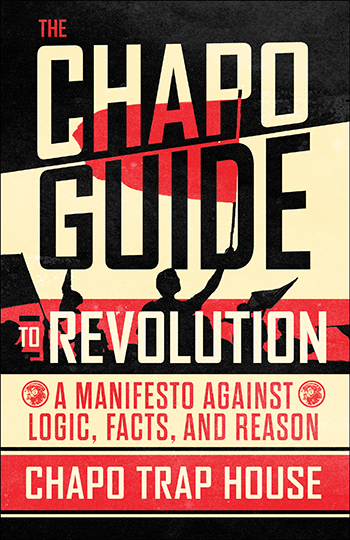 THE
CHAPO
GUIDE
TO REVOLUTION
A MANIFESTO AGAINST
LOGIC, FACTS, AND REASON
CHAPO TRAP HOUSE